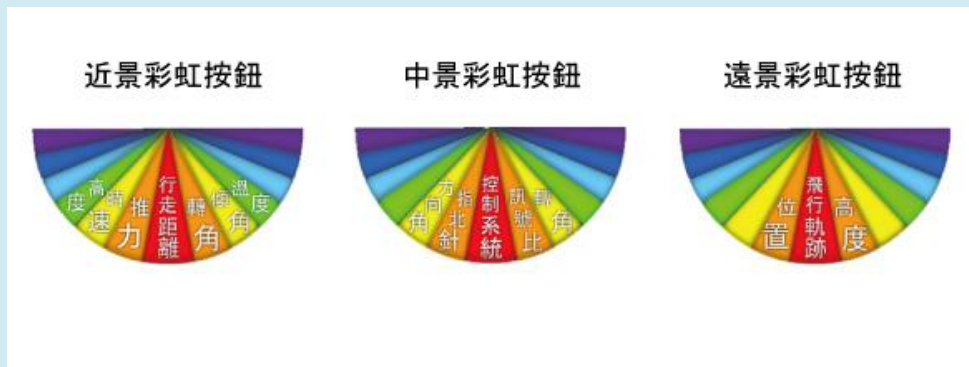 近景彩虹按鈕
高度
時速
推力
行走距離
轉角
傾角
溫度
中景彩虹按鈕
方向角
指北針
控制系統
訊號比
角
遠景彩虹按鈕
位置
飛行軌跡
高度